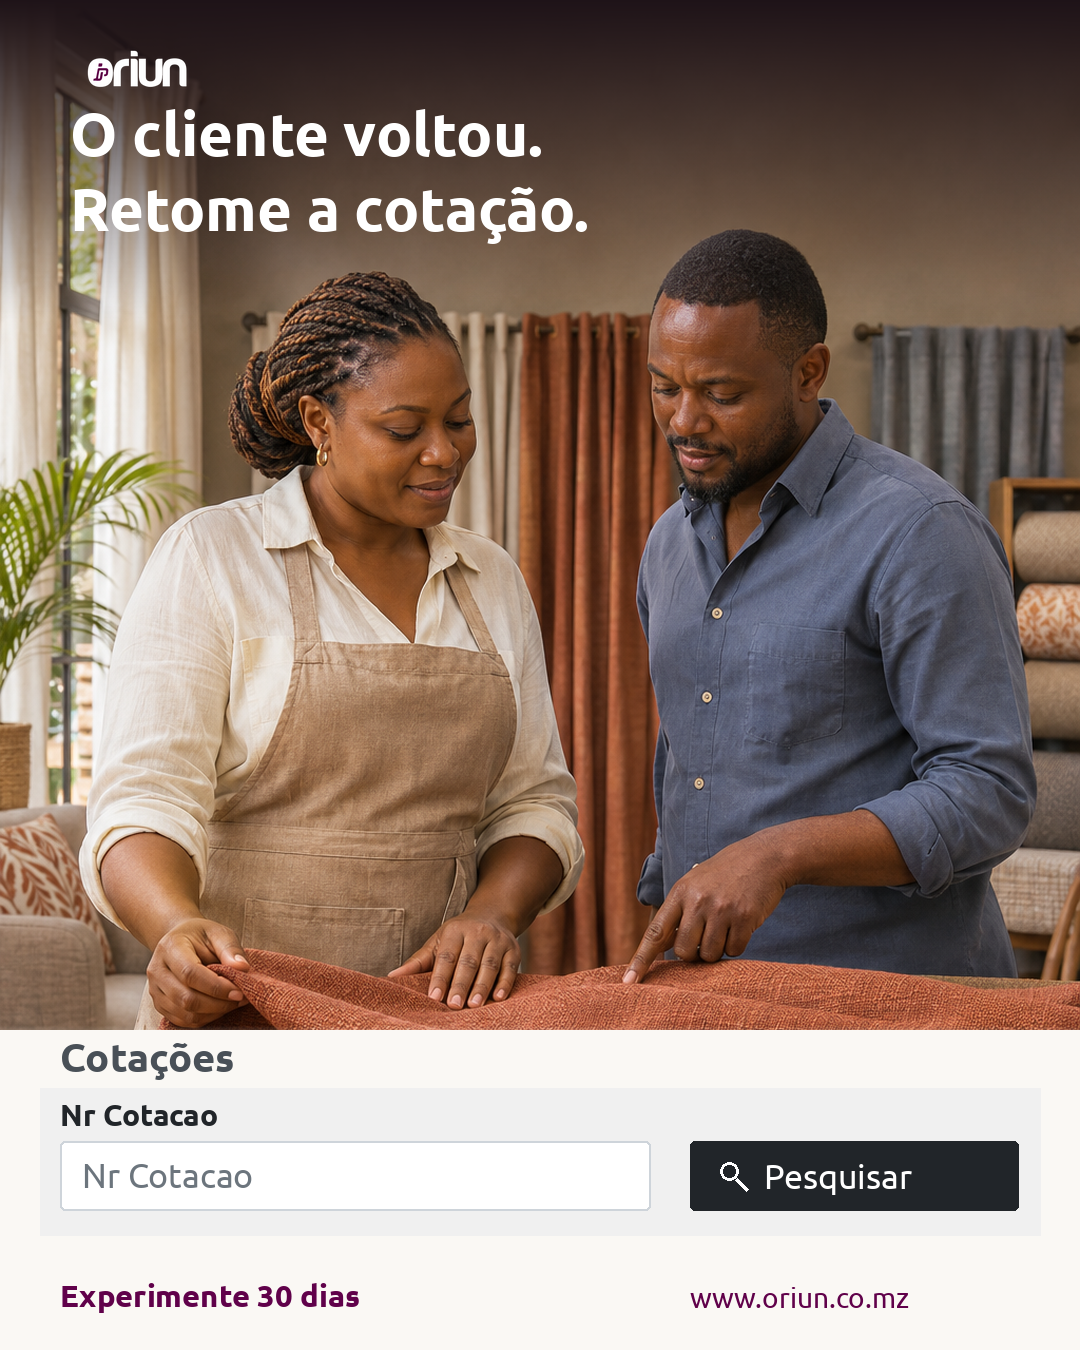 oriun
O cliente voltou.
Retome a cotação.
Cotações
Nr Cotacao
Nr Cotacao
Pesquisar
Experimente 30 dias
www.oriun.co.mz